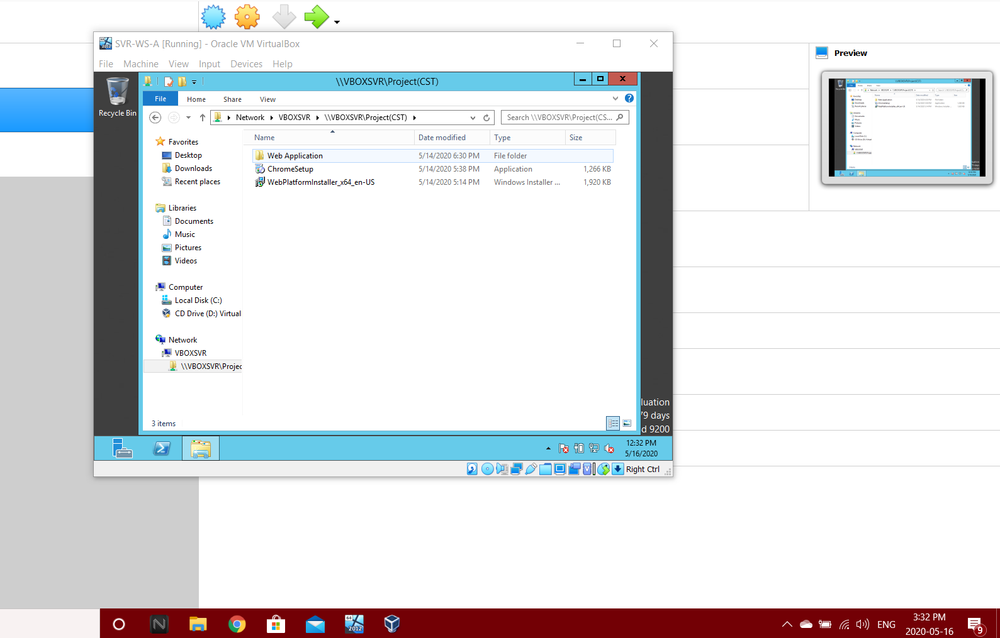 SVR-WS-A [Running] - Oracle VM VirtualBox
File Machine View Input Devices Help
Preview
Recycle Bin
\\VBOXSVR\Project(CST)
File Home Share View
Network VBOXSVR \\VBOXSVR\Project(CST)
Search \\VBOXSVR\Project(CS...
Name Date modified Type Size
Favorites
Desktop
Downloads
Recent places
Libraries
Documents
Music
Pictures
Videos
Computer
Local Disk (C:)
CD Drive (D:) Virtual
Network
VBOXSVR
\\VBOXSVR\Projec
Web Application 5/14/2020 6:30 PM File folder
ChromeSetup 5/14/2020 5:38 PM Application 1,266 KB
WebPlatformInstaller_x64_en-US 5/14/2020 5:14 PM Windows Installer ... 1,920 KB
3 items
luation
79 days
d 9200
12:32 PM
5/16/2020
Right Ctrl
64
2012
ENG
3:32 PM
2020-05-16
9